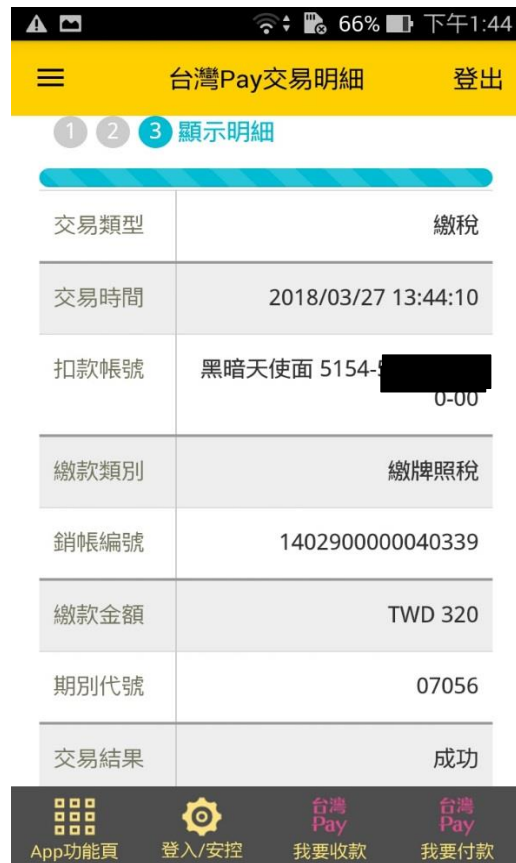 66% 下午1:44
台灣Pay交易明細 登出
1 2 3 顯示明細
交易類型 繳稅
交易時間 2018/03/27 13:44:10
扣款帳號 黑暗天使面 5154-
0-00
繳款類別 繳牌照稅
銷帳編號 1402900000040339
繳款金額 TWD 320
期別代號 07056
交易結果 成功
台灣 台灣
Pay Pay
App功能頁 登入/安控 我要收款 我要付款